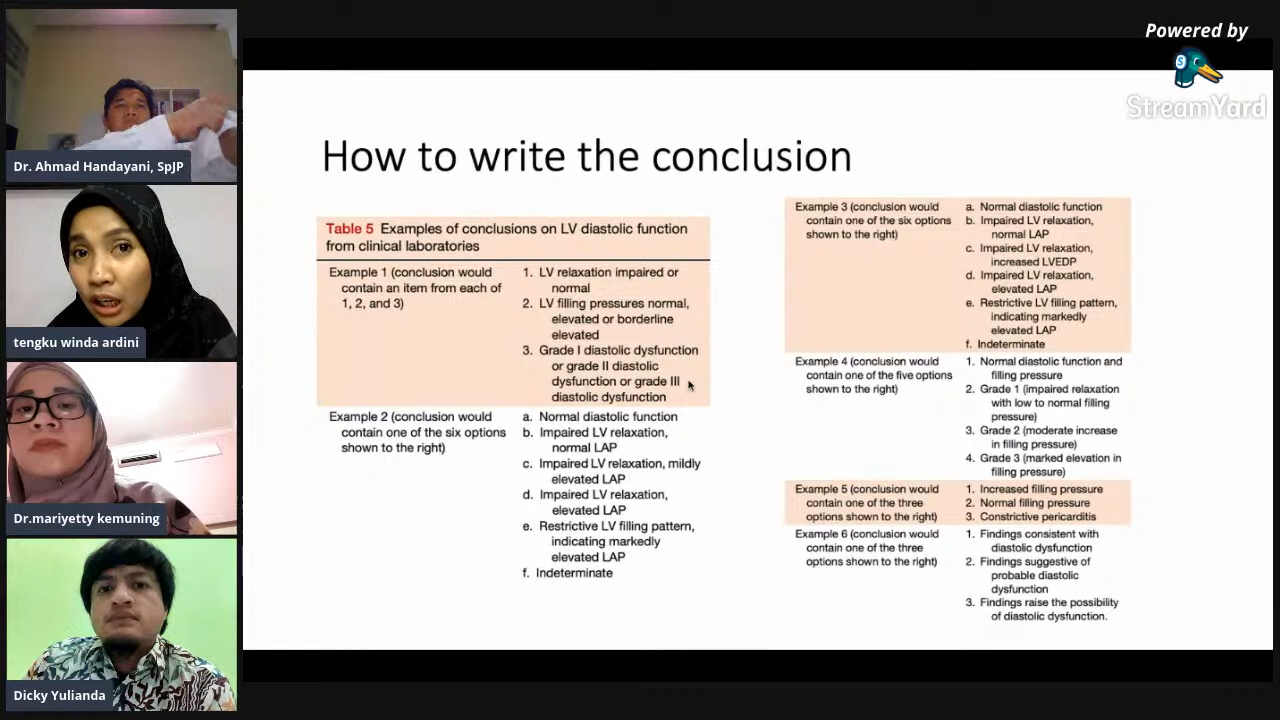 Powered by
StreamYard
Dr. Ahmad Handayani, SpJP
tengku winda ardini
Dr.mariyetty kemuning
Dicky Yulianda
How to write the conclusion
Table 5 Examples of conclusions on LV diastolic function
from clinical laboratories
Example 1 (conclusion would
contain an item from each of
1, 2, and 3)
1. LV relaxation impaired or
normal
2. LV filling pressures normal,
elevated or borderline
elevated
3. Grade I diastolic dysfunction
or grade II diastolic
dysfunction or grade III
diastolic dysfunction
Example 2 (conclusion would
contain one of the six options
shown to the right)
a. Normal diastolic function
b. Impaired LV relaxation,
normal LAP
c. Impaired LV relaxation, mildly
elevated LAP
d. Impaired LV relaxation,
elevated LAP
e. Restrictive LV filling pattern,
indicating markedly
elevated LAP
f. Indeterminate
Example 3 (conclusion would
contain one of the six options
shown to the right)
a. Normal diastolic function
b. Impaired LV relaxation,
normal LAP
c. Impaired LV relaxation,
increased LVEDP
d. Impaired LV relaxation,
elevated LAP
e. Restrictive LV filling pattern,
indicating markedly
elevated LAP
f. Indeterminate
Example 4 (conclusion would
contain one of the five options
shown to the right)
1. Normal diastolic function and
filling pressure
2. Grade 1 (impaired relaxation
with low to normal filling
pressure)
3. Grade 2 (moderate increase
in filling pressure)
4. Grade 3 (marked elevation in
filling pressure)
Example 5 (conclusion would
contain one of the three
options shown to the right)
1. Increased filling pressure
2. Normal filling pressure
3. Constrictive pericarditis
Example 6 (conclusion would
contain one of the three
options shown to the right)
1. Findings consistent with
diastolic dysfunction
2. Findings suggestive of
probable diastolic
dysfunction
3. Findings raise the possibility
of diastolic dysfunction.